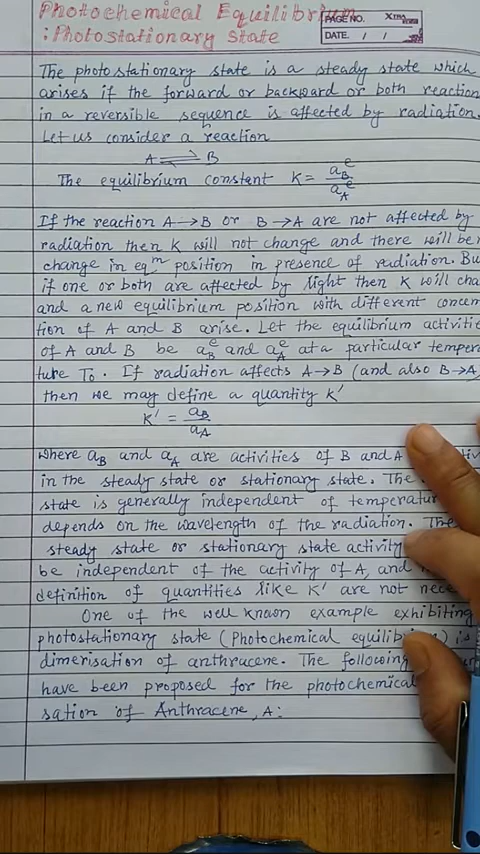 Photochemical Equilibrium
: Photostationary State
PAGE NO.
DATE. / /
The photostationary state is a steady state which
arises if the forward or backward or both reaction
in a reversible sequence is affected by radiation.
Let us consider a reaction
A ⇌ B
The equilibrium constant K = a_B^e / a_A^e
If the reaction A→B or B→A are not affected by
radiation then K will not change and there will be
change in eq^m position in presence of radiation.
if one or both are affected by light then K will
and a new equilibrium position with different
tion of A and B arise. Let the equilibrium
of A and B be a_B^e and a_A^e at a particular
ture T₀. If radiation affects A→B (and also B→A)
then we may define a quantity K'
K' = a_B / a_A
where a_B and a_A are activities of B and A
in the steady state or stationary state. The
state is generally independent of
depends on the wavelength of the radiation. The
steady state or stationary state activity
be independent of the activity of A, and
definition of quantities like K' are not
One of the well known example exhibiting
photostationary state (Photochemical is
dimerisation of anthracene. The following
have been proposed for the photochemical
sation of Anthracene, A: